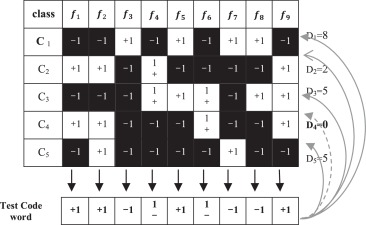 class f1 f2 f3 f4 f5 f6 f7 f8 f9
C 1 −1 −1 +1 −1 +1 −1 +1 +1 −1 D1=8
1
C2 +1 +1 −1 + −1 −1 −1 −1 +1 D2=2
1 1
C3 −1 −1 −1 + +1 + −1 +1 +1 D3=5
1
C4 +1 +1 −1 −1 −1 + −1 −1 +1 D4=0
C5 −1 +1 −1 −1 −1 −1 +1 −1 −1 D5=5
Test Code
word
+1 +1 −1 1 +1 1 −1 −1 +1
− −